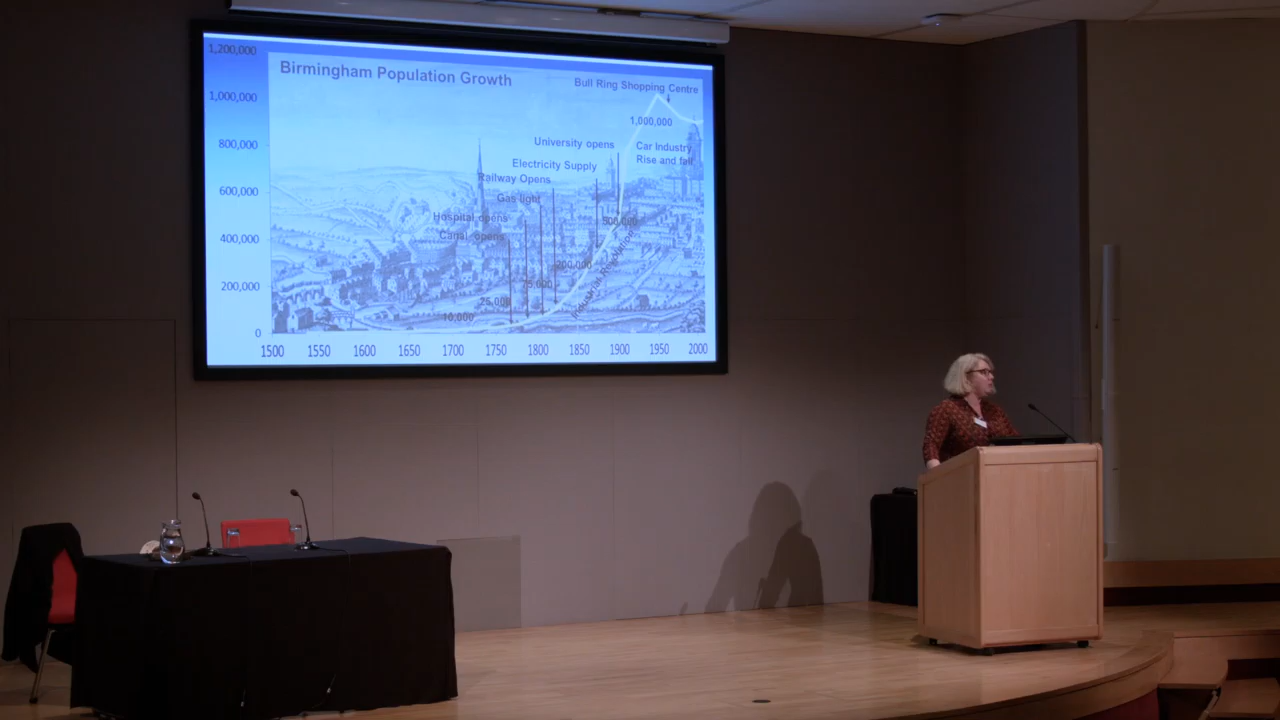 1,200,000
Birmingham Population Growth
Bull Ring Shopping Centre
1,000,000
1,000,000
800,000
University opens
Car Industry
Rise and fall
Electricity Supply
Railway Opens
600,000
Gas light
Hospital opens
500,000
400,000
Canal opens
200,000
Industrial Revolution
200,000
75,000
25,000
10,000
0
1500 1550 1600 1650 1700 1750 1800 1850 1900 1950 2000